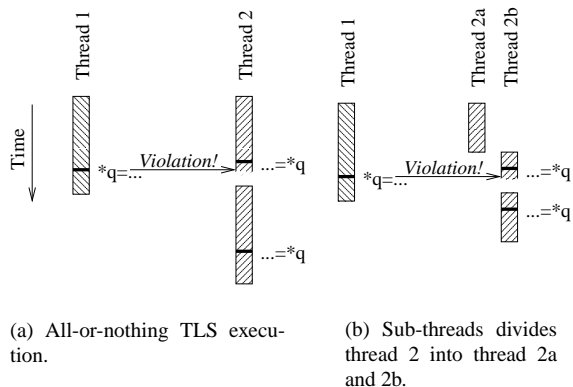 Thread 1
Thread 2
Time
*q=...
Violation!
...=*q
...=*q
(a) All-or-nothing TLS execu-
tion.
Thread 1
Thread 2a
Thread 2b
*q=...
Violation!
...=*q
...=*q
(b) Sub-threads divides
thread 2 into thread 2a
and 2b.